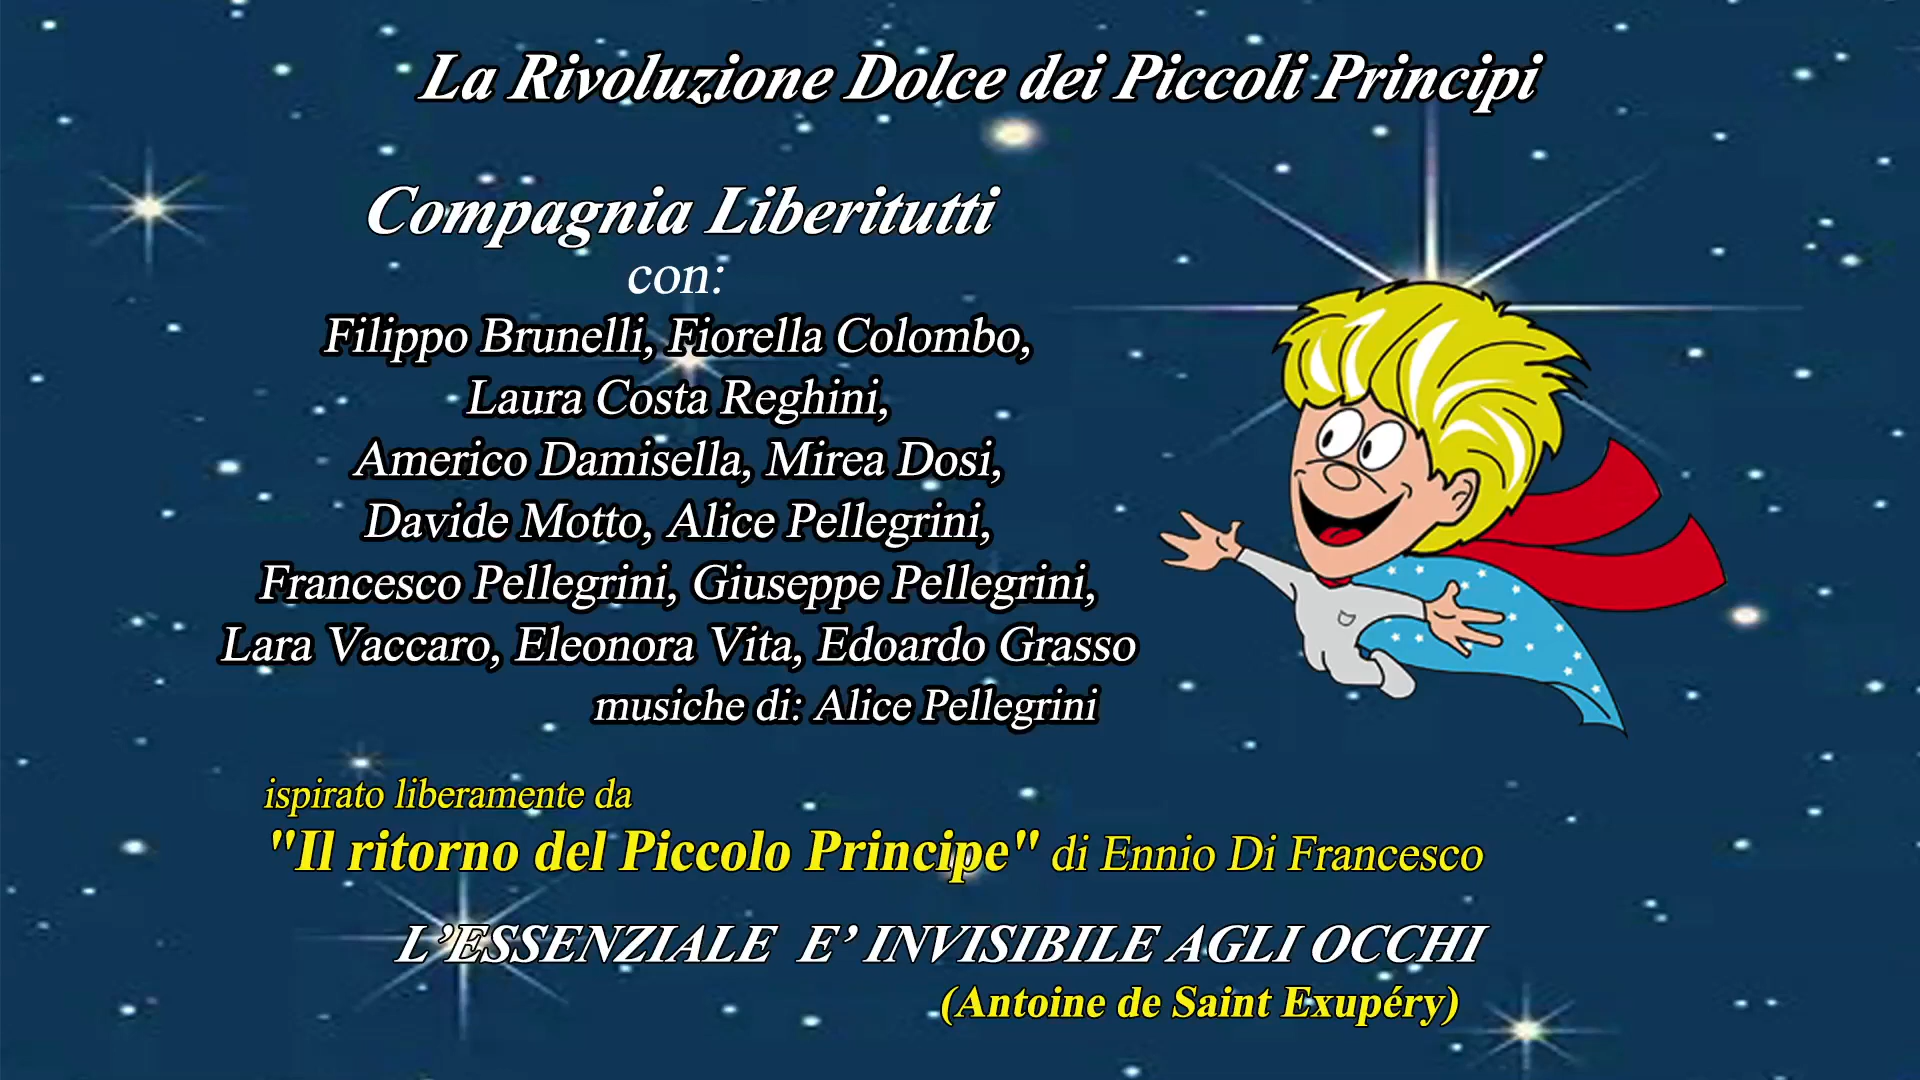 La Rivoluzione Dolce dei Piccoli Principi
Compagnia Liberitutti
con:
Filippo Brunelli, Fiorella Colombo,
Laura Costa Reghini,
Americo Damisella, Mirea Dosi,
Davide Motto, Alice Pellegrini,
Francesco Pellegrini, Giuseppe Pellegrini,
Lara Vaccaro, Eleonora Vita, Edoardo Grasso
musiche di: Alice Pellegrini
ispirato liberamente da
"Il ritorno del Piccolo Principe" di Ennio Di Francesco
L’ESSENZIALE E’ INVISIBILE AGLI OCCHI
(Antoine de Saint Exupéry)